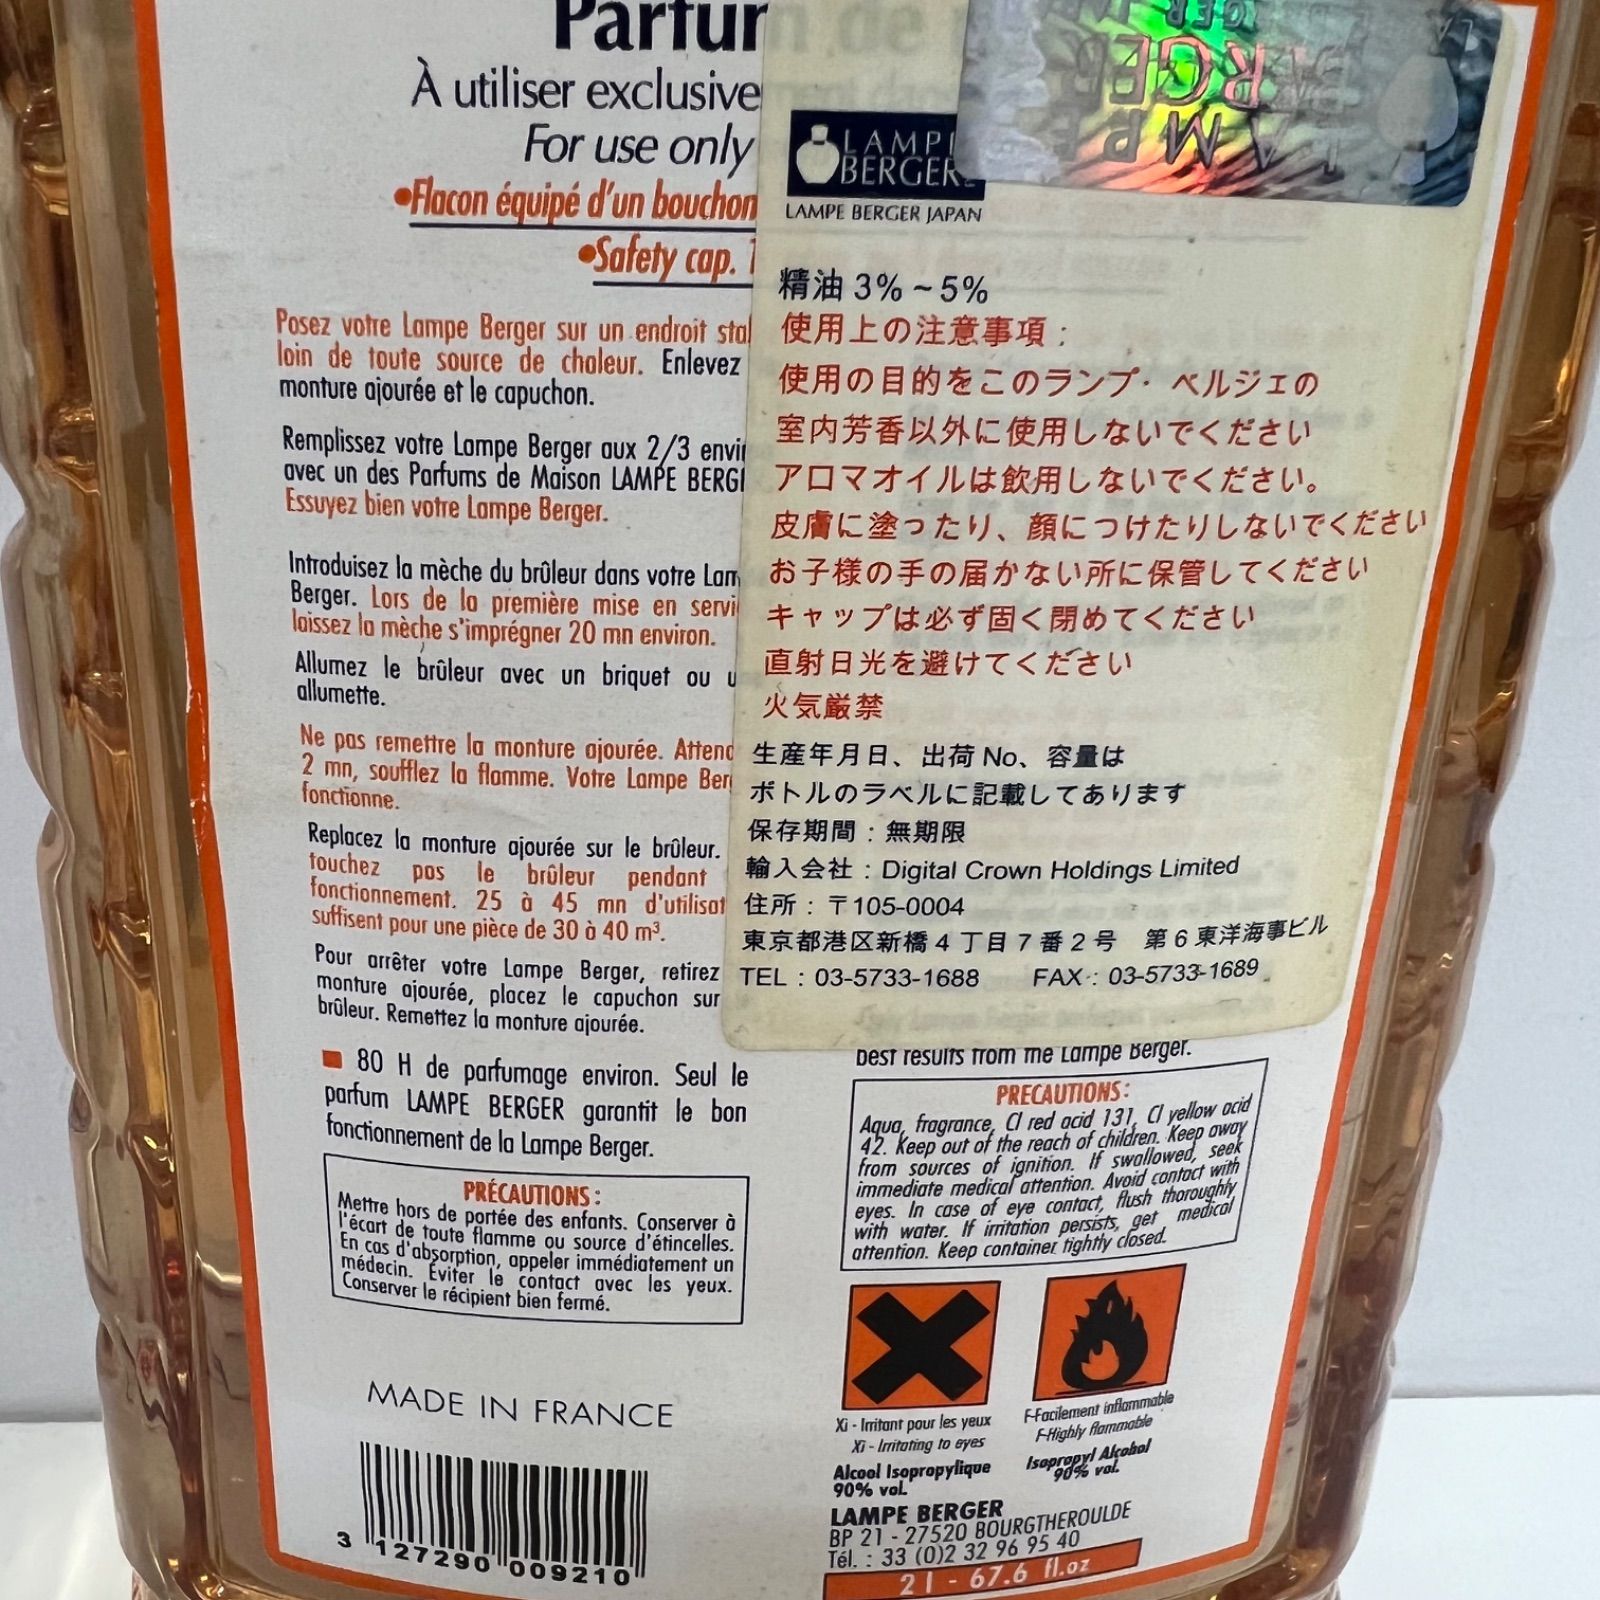 Parfum de
À utiliser exclusive
For use only
•Flacon équipé d'un bouchon
•Safety cap.
Posez votre Lampe Berger sur un endroit
loin de toute source de chaleur. Enlevez
monture ajourée et le capuchon.
Remplissez votre Lampe Berger aux 2/3
avec un des Parfums de Maison LAMPE
Essuyez bien votre Lampe Berger.
Introduisez la mèche du brûleur dans votre
Berger. Lors de la première mise en
laissez la mèche s'imprégner 20 mn environ.
Allumez le brûleur avec un briquet ou
allumette.
Ne pas remettre la monture ajourée.
2 mn, soufflez la flamme. Votre Lampe
fonctionne.
Replacez la monture ajourée sur le brûleur.
touchez pas le brûleur pendant
fonctionnement. 25 à 45 mn
suffisent pour une pièce de 30 à 40 m³.
Pour arrêter votre Lampe Berger, retirez
monture ajourée, placez le capuchon sur
brûleur. Remettez la monture ajourée.
80 H de parfumage environ. Seul le
parfum LAMPE BERGER garantit le bon
fonctionnement de la Lampe Berger.
PRÉCAUTIONS :
Mettre hors de portée des enfants. Conserver à
l'écart de toute flamme ou source d'étincelles.
En cas d'absorption, appeler immédiatement un
médecin. Éviter le contact avec les yeux.
Conserver le récipient bien fermé.
MADE IN FRANCE
3 127290 009210
LAMPE
BERGER
LAMPE
BERGER
LAMPE BERGER JAPAN
精油 3% ~ 5%
使用上の注意事項 :
使用の目的をこのランプ・ベルジェの
室内芳香以外に使用しないでください
アロマオイルは飲用しないでください。
皮膚に塗ったり、顔につけたりしないでください
お子様の手の届かない所に保管してください
キャップは必ず固く閉めてください
直射日光を避けてください
火気厳禁
生産年月日、出荷 No、容量は
ボトルのラベルに記載してあります
保存期間 : 無期限
輸入会社 : Digital Crown Holdings Limited
住所 : 〒105-0004
東京都港区新橋 4 丁目 7 番 2 号 第 6 東洋海事ビル
TEL : 03-5733-1688 FAX : 03-5733-1689
best results from the Lampe Berger.
PRECAUTIONS :
Aqua, fragrance, CI red acid 131, CI yellow acid
42. Keep out of the reach of children. Keep away
from sources of ignition. If swallowed, seek
immediate medical attention. Avoid contact with
eyes. In case of eye contact, flush thoroughly
with water. If irritation persists, get medical
attention. Keep container tightly closed.
Xi - Irritant pour les yeux
Xi - Irritating to eyes
Alcool Isopropylique
90% vol.
F-Facilement inflammable
F-Highly flammable
Isopropyl Alcohol
90% vol.
LAMPE BERGER
BP 21 - 27520 BOURGTHEROULDE
Tél. : 33 (0)2 32 96 95 40
2 l - 67.6 fl.oz